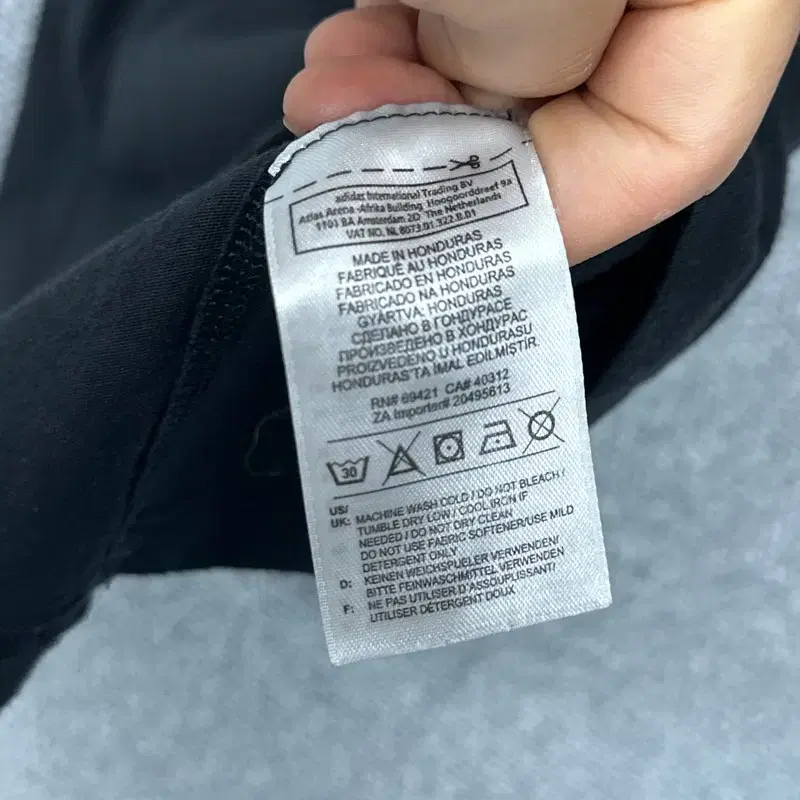 adidas International Trading BV
Atlas Arena -Afrika Building Hoogoorddreef 9a
1101 BA Amsterdam ZO The Netherlands
VAT NO. NL 8073.01.322.B.01
MADE IN HONDURAS
FABRIQUÉ AU HONDURAS
FABRICADO EN HONDURAS
FABRICADO NA HONDURAS
GYÁRTVA: HONDURAS
СДЕЛАНО В ГОНДУРАСЕ
ПРОИЗВЕДЕНО В ХОНДУРАС
PROIZVEDENO U HONDURASU
HONDURAS'TA İMAL EDİLMİŞTİR.
RN# 69421 CA# 40312
ZA Importer# 20495613
30
US/
UK: MACHINE WASH COLD / DO NOT BLEACH /
TUMBLE DRY LOW / COOL IRON IF
NEEDED / DO NOT DRY CLEAN
DO NOT USE FABRIC SOFTENER/USE MILD
DETERGENT ONLY
D: KEINEN WEICHSPUELER VERWENDEN/
BITTE FEINWASCHMITTEL VERWENDEN
F: NE PAS UTILISER D'ASSOUPLISSANT/
UTILISER DÉTERGENT DOUX